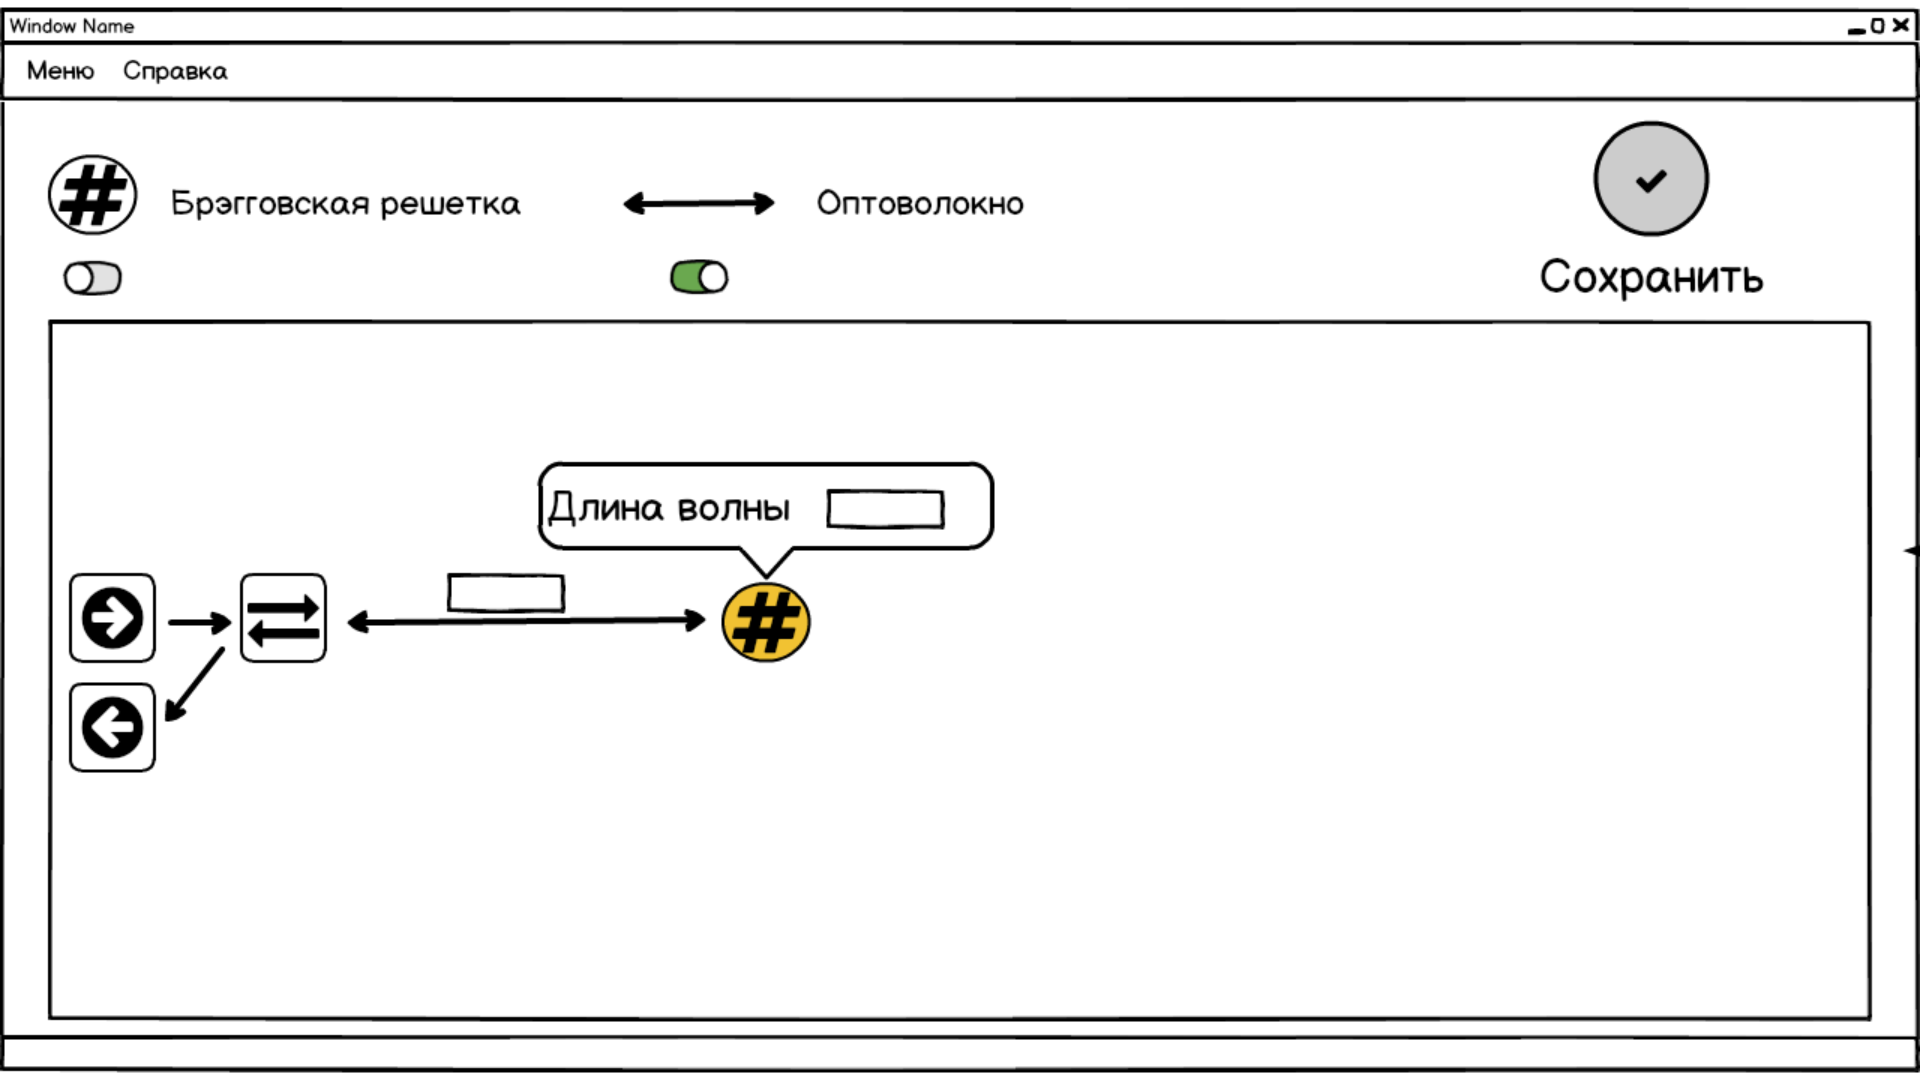 Window Name
Меню Справка
Брэгговская решетка
Оптоволокно
Сохранить
Длина волны